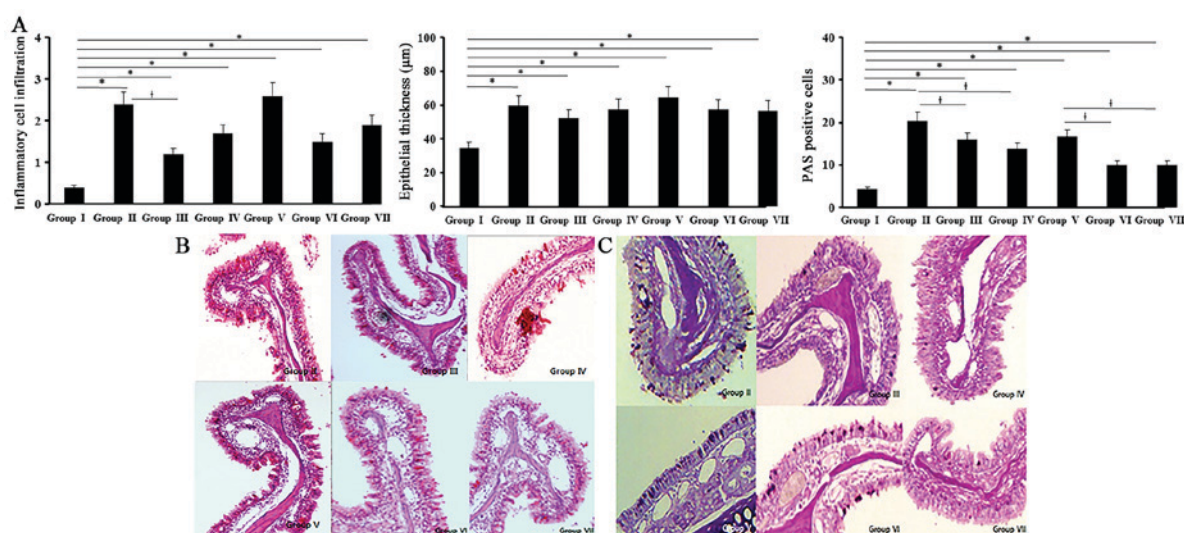 A
Inflammatory cell infiltration
4
3
2
1
0
* * * * * *
ƚ
Group I Group II Group III Group IV Group V Group VI Group VII
Epithelial thickness (μm)
100
80
60
40
20
0
* * * * * *
Group I Group II Group III Group IV Group V Group VI Group VII
PAS positive cells
40
30
20
10
0
* * * * * *
ƚ ƚ ƚ ƚ
Group I Group II Group III Group IV Group V Group VI Group VII
B
Group II Group III Group IV
Group V Group VI Group VII
C
Group II Group III Group IV
Group V Group VI Group VII